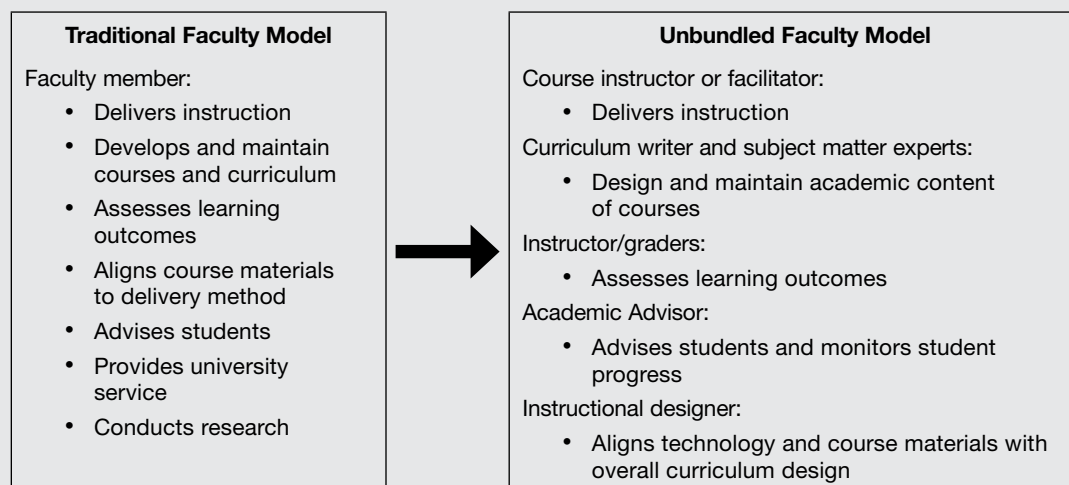 Traditional Faculty Model
Faculty member:
• Delivers instruction
• Develops and maintain
courses and curriculum
• Assesses learning
outcomes
• Aligns course materials
to delivery method
• Advises students
• Provides university
service
• Conducts research
Unbundled Faculty Model
Course instructor or facilitator:
• Delivers instruction
Curriculum writer and subject matter experts:
• Design and maintain academic content
of courses
Instructor/graders:
• Assesses learning outcomes
Academic Advisor:
• Advises students and monitors student
progress
Instructional designer:
• Aligns technology and course materials with
overall curriculum design